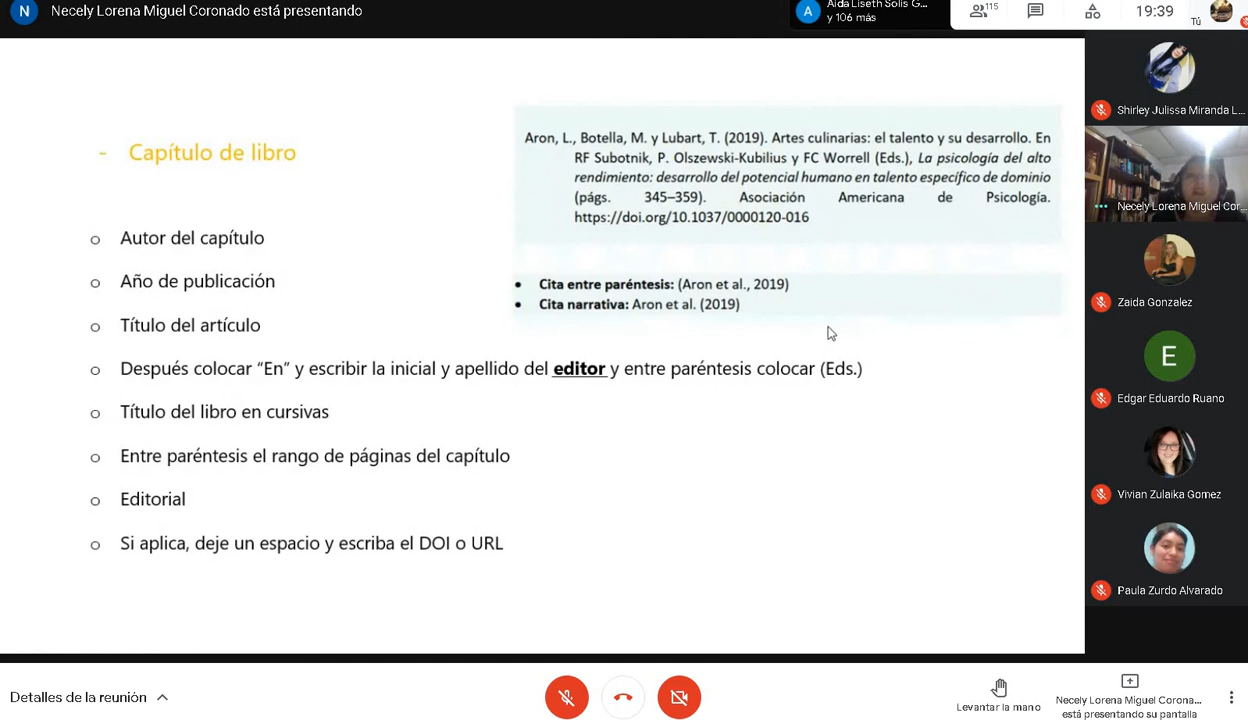 N Necely Lorena Miguel Coronado está presentando
A Aida Liseth Solis G...
y 106 más
115
19:39
Tú
- Capítulo de libro
Aron, L., Botella, M. y Lubart, T. (2019). Artes culinarias: el talento y su desarrollo. En
RF Subotnik, P. Olszewski-Kubilius y FC Worrell (Eds.), La psicología del alto
rendimiento: desarrollo del potencial humano en talento específico de dominio
(págs. 345–359). Asociación Americana de Psicología.
https://doi.org/10.1037/0000120-016
• Cita entre paréntesis: (Aron et al., 2019)
• Cita narrativa: Aron et al. (2019)
o Autor del capítulo
o Año de publicación
o Título del artículo
o Después colocar “En” y escribir la inicial y apellido del editor y entre paréntesis colocar (Eds.)
o Título del libro en cursivas
o Entre paréntesis el rango de páginas del capítulo
o Editorial
o Si aplica, deje un espacio y escriba el DOI o URL
Shirley Julissa Miranda L...
Necely Lorena Miguel Cor...
Zaida Gonzalez
E
Edgar Eduardo Ruano
Vivian Zulaika Gomez
Paula Zurdo Alvarado
Detalles de la reunión
Levantar la mano
Necely Lorena Miguel Corona...
está presentando su pantalla